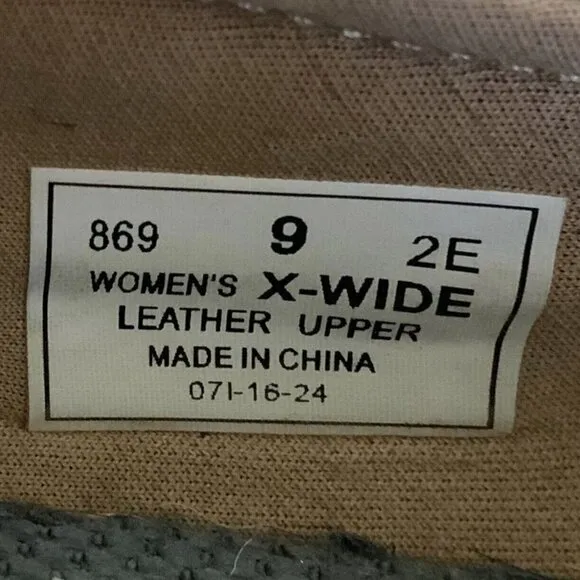 869 9 2E
WOMEN'S X-WIDE
LEATHER UPPER
MADE IN CHINA
07I-16-24